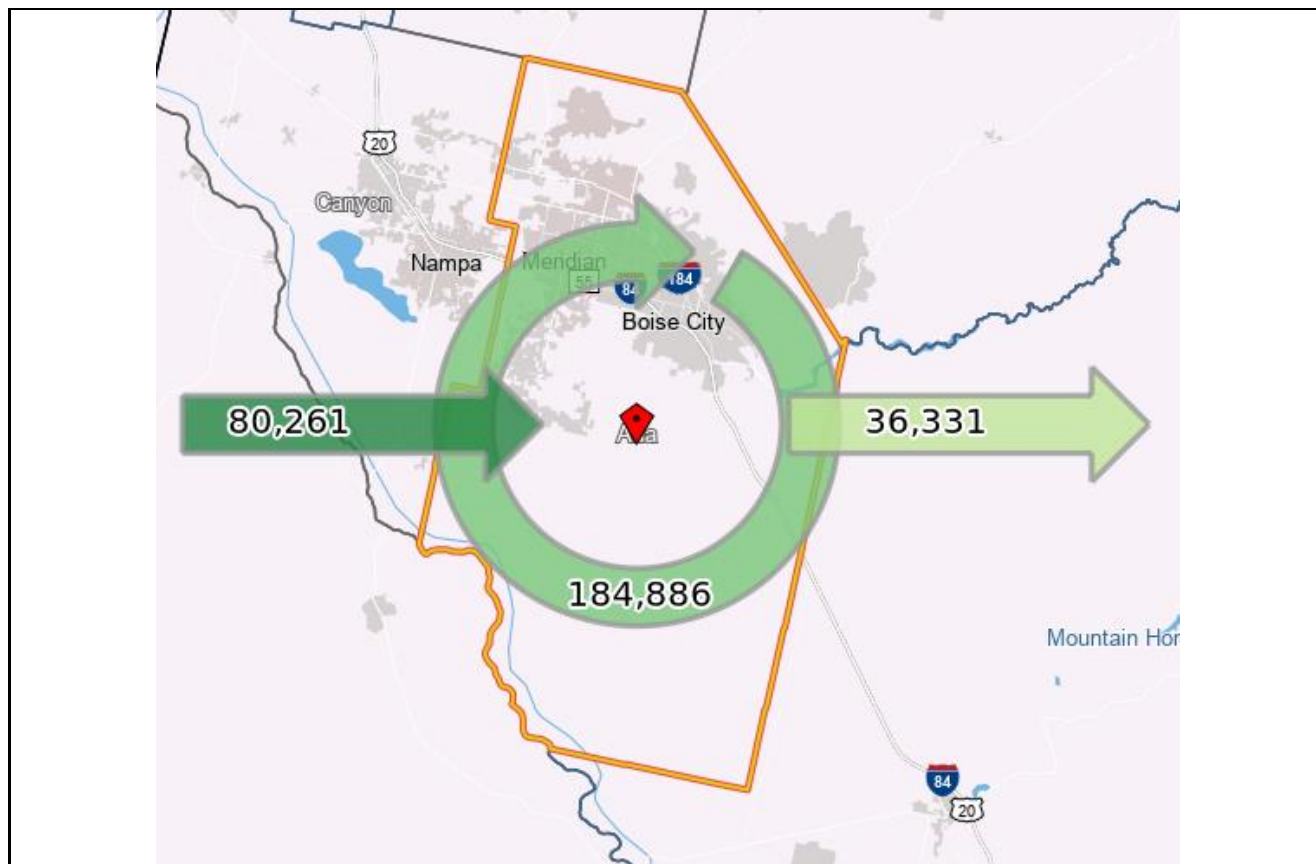 20
Canyon
Nampa
Meridian
55
84
184
Boise City
80,261
Ada
36,331
184,886
Mountain Hor
84
20